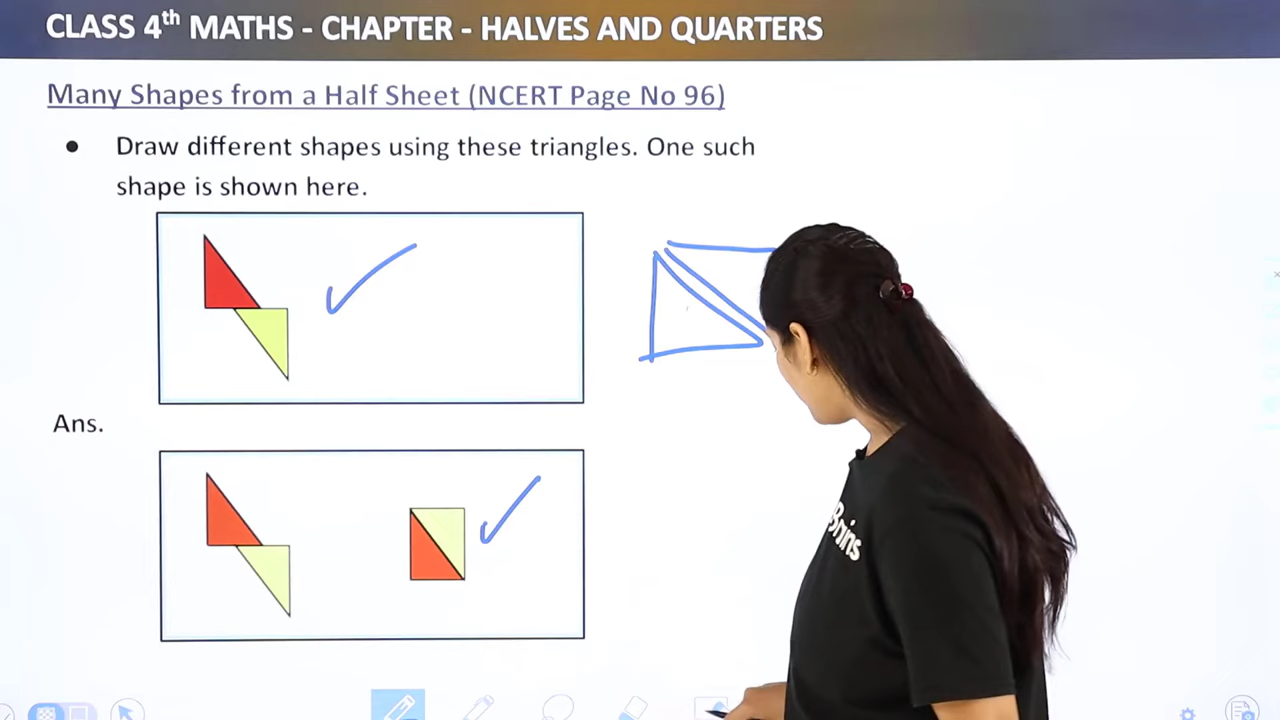 CLASS 4th MATHS - CHAPTER - HALVES AND QUARTERS
Many Shapes from a Half Sheet (NCERT Page No 96)
● Draw different shapes using these triangles. One such
shape is shown here.
Ans.
Brains